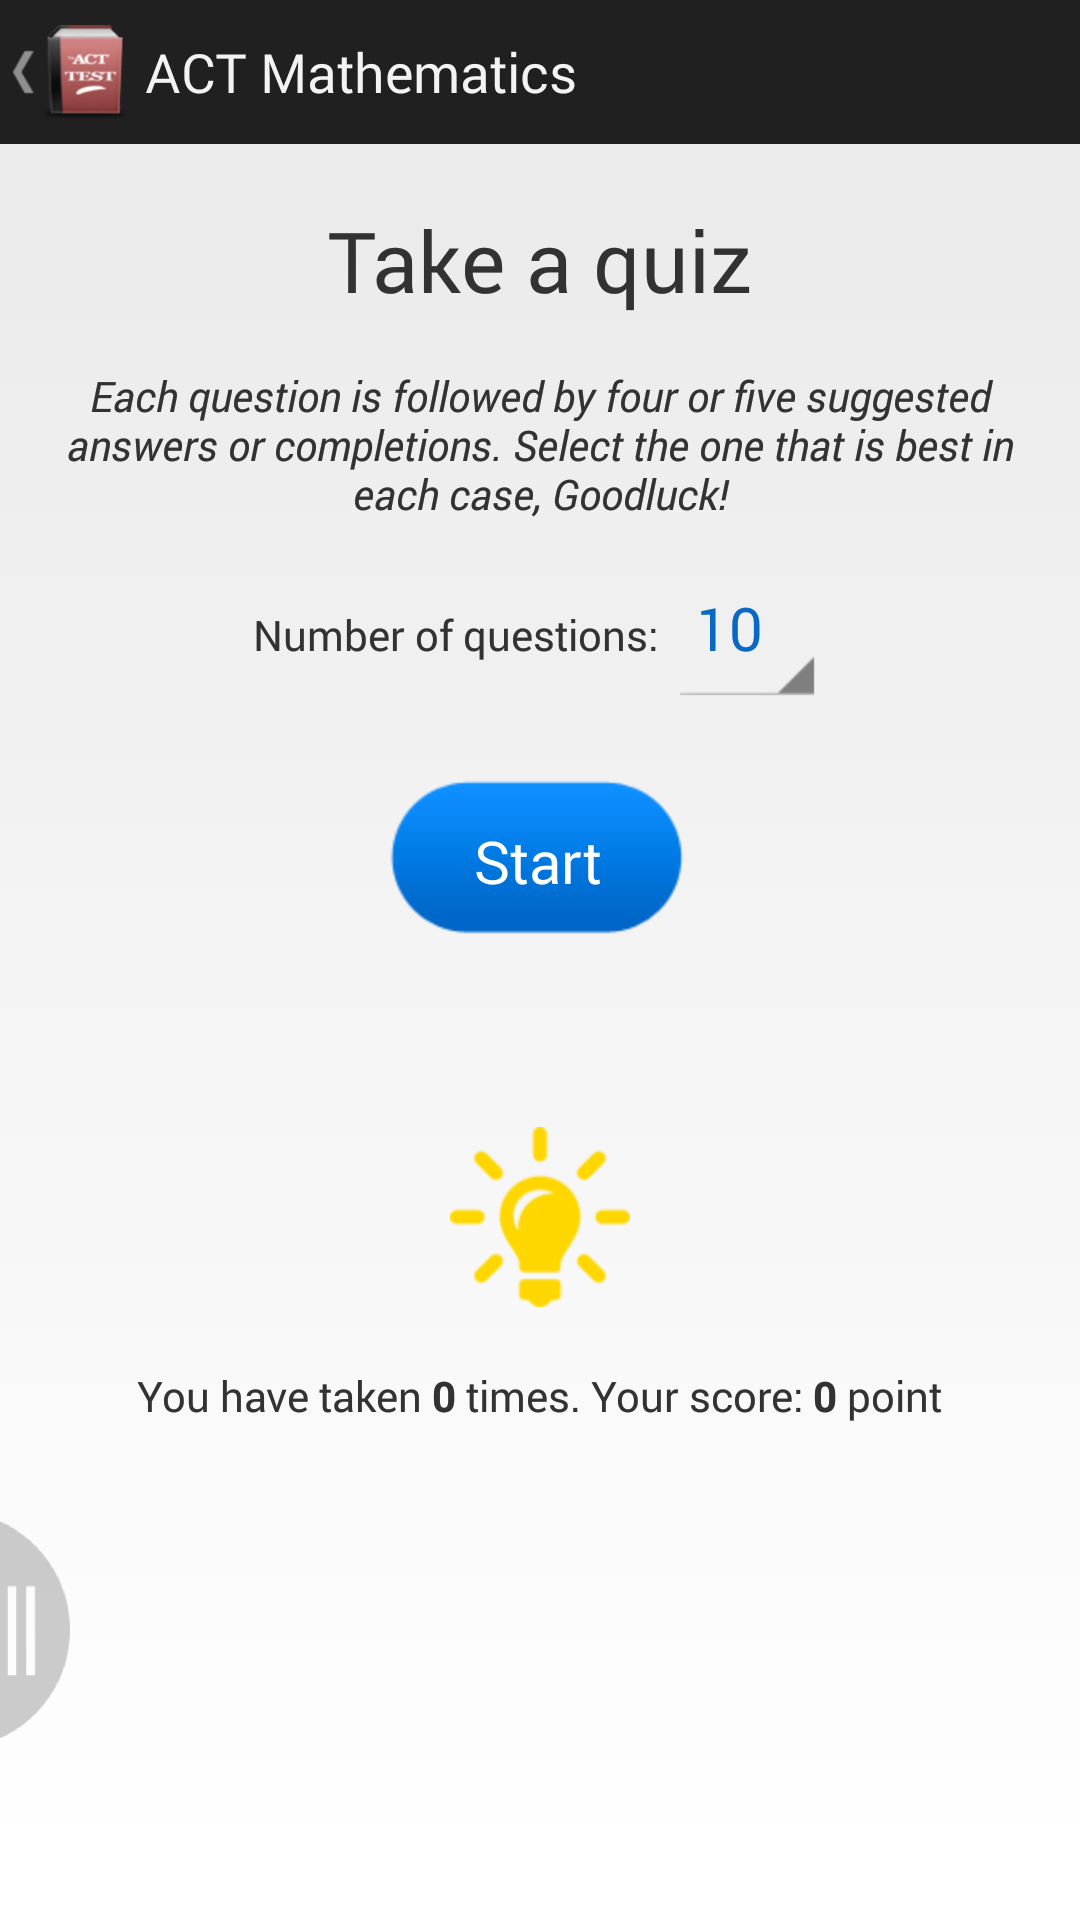 ACT
TEST
ACT Mathematics
Take a quiz
Each question is followed by four or five suggested
answers or completions. Select the one that is best in
each case, Goodluck!
Number of questions: 10
Start
You have taken 0 times. Your score: 0 point